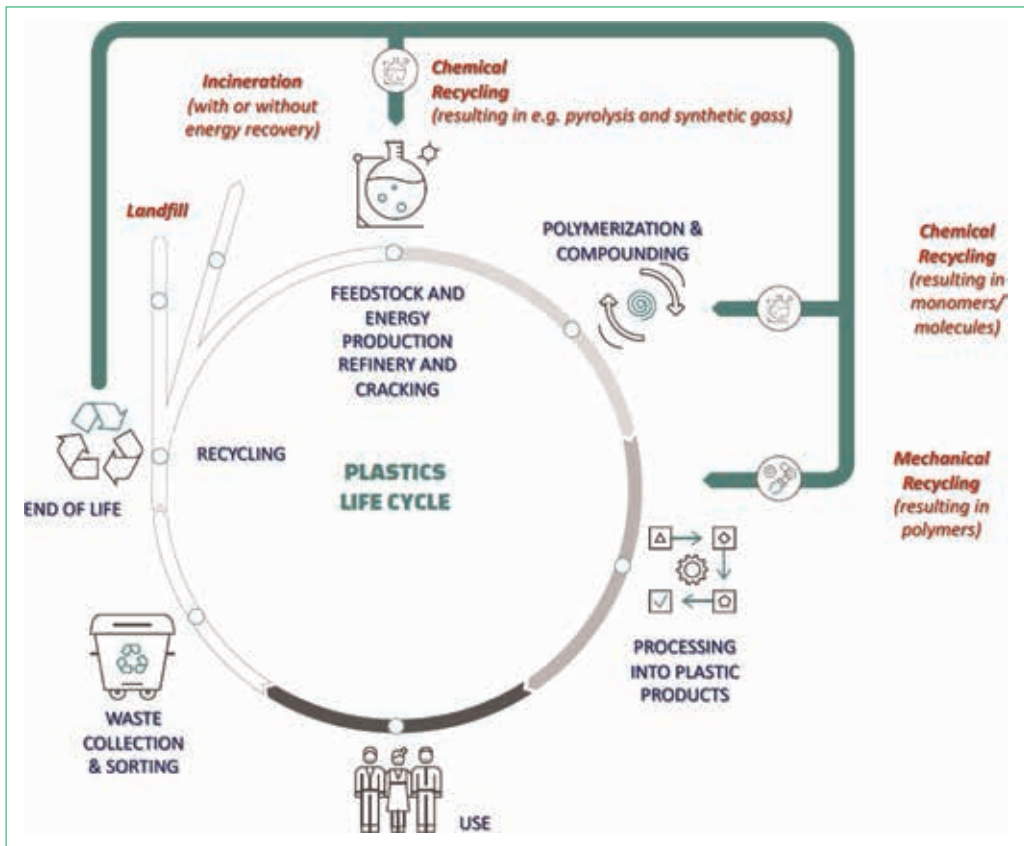 Incineration
(with or without
energy recovery)
Chemical
Recycling
(resulting in e.g. pyrolysis and synthetic gass)
Landfill
POLYMERIZATION &
COMPOUNDING
Chemical
Recycling
(resulting in
monomers/
molecules)
FEEDSTOCK AND
ENERGY
PRODUCTION
REFINERY AND
CRACKING
RECYCLING
PLASTICS
LIFE CYCLE
Mechanical
Recycling
(resulting in
polymers)
END OF LIFE
PROCESSING
INTO PLASTIC
PRODUCTS
WASTE
COLLECTION
& SORTING
USE